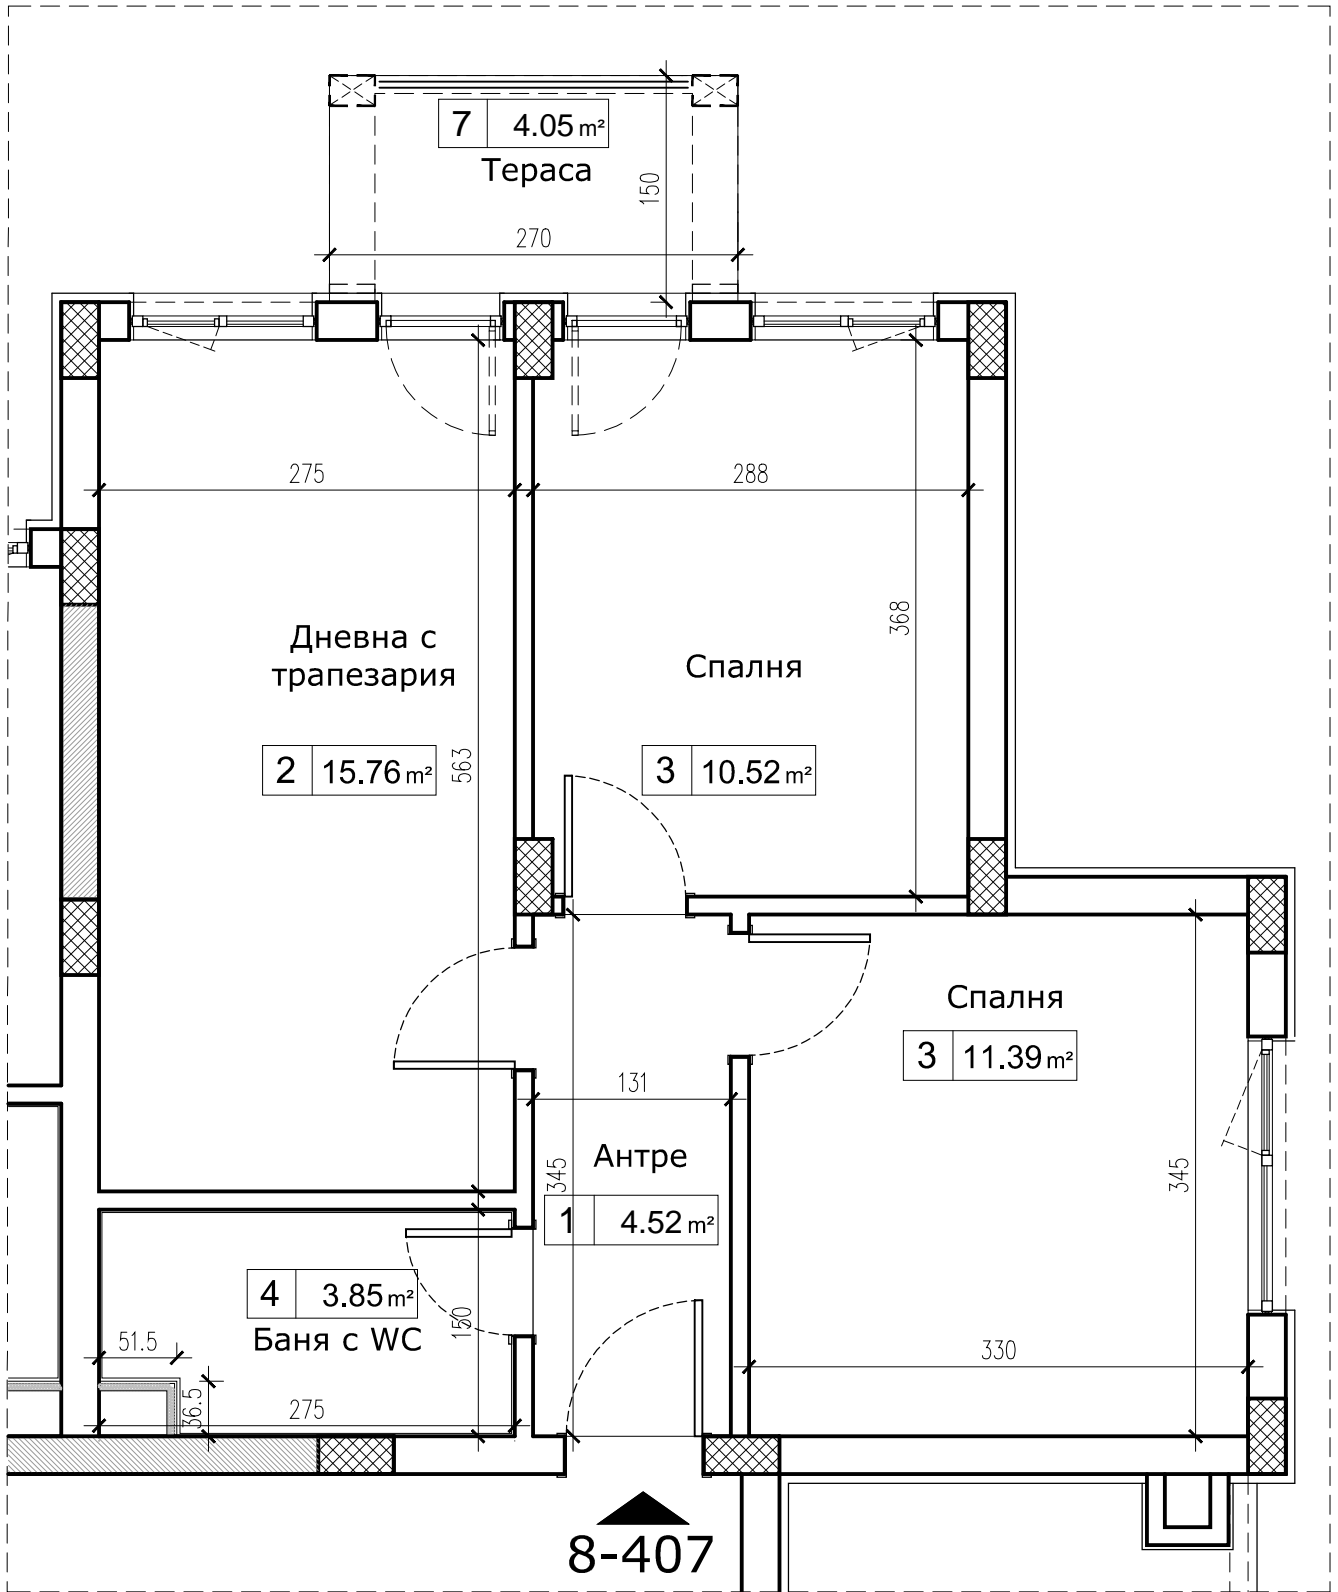 7 4.05 m²
Тераса
150
270
275
288
368
Дневна с
трапезария
Спалня
563
2 15.76 m²
3 10.52 m²
Спалня
3 11.39 m²
131
Антре
345
345
1 4.52 m²
4 3.85 m²
150
Баня с WC
51.5
330
36.5
275
8-407